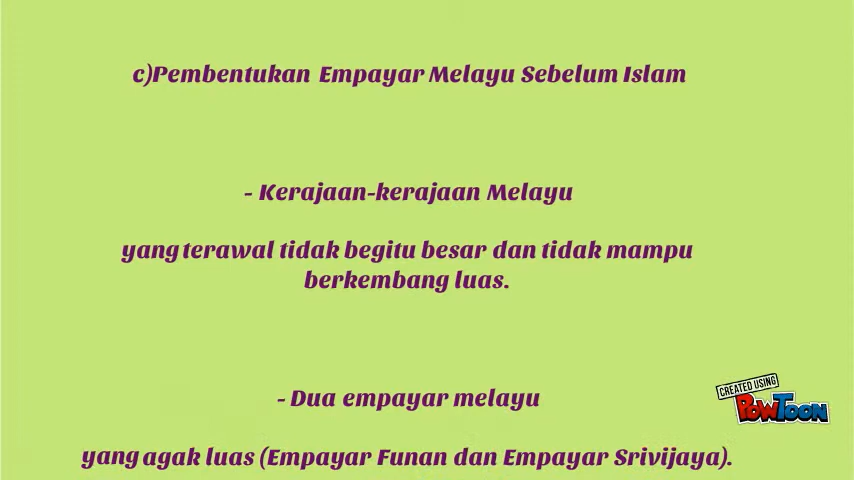 c)Pembentukan Empayar Melayu Sebelum Islam
- Kerajaan-kerajaan Melayu
yang terawal tidak begitu besar dan tidak mampu
berkembang luas.
- Dua empayar melayu
yang agak luas (Empayar Funan dan Empayar Srivijaya).
CREATED USING
POWTOON